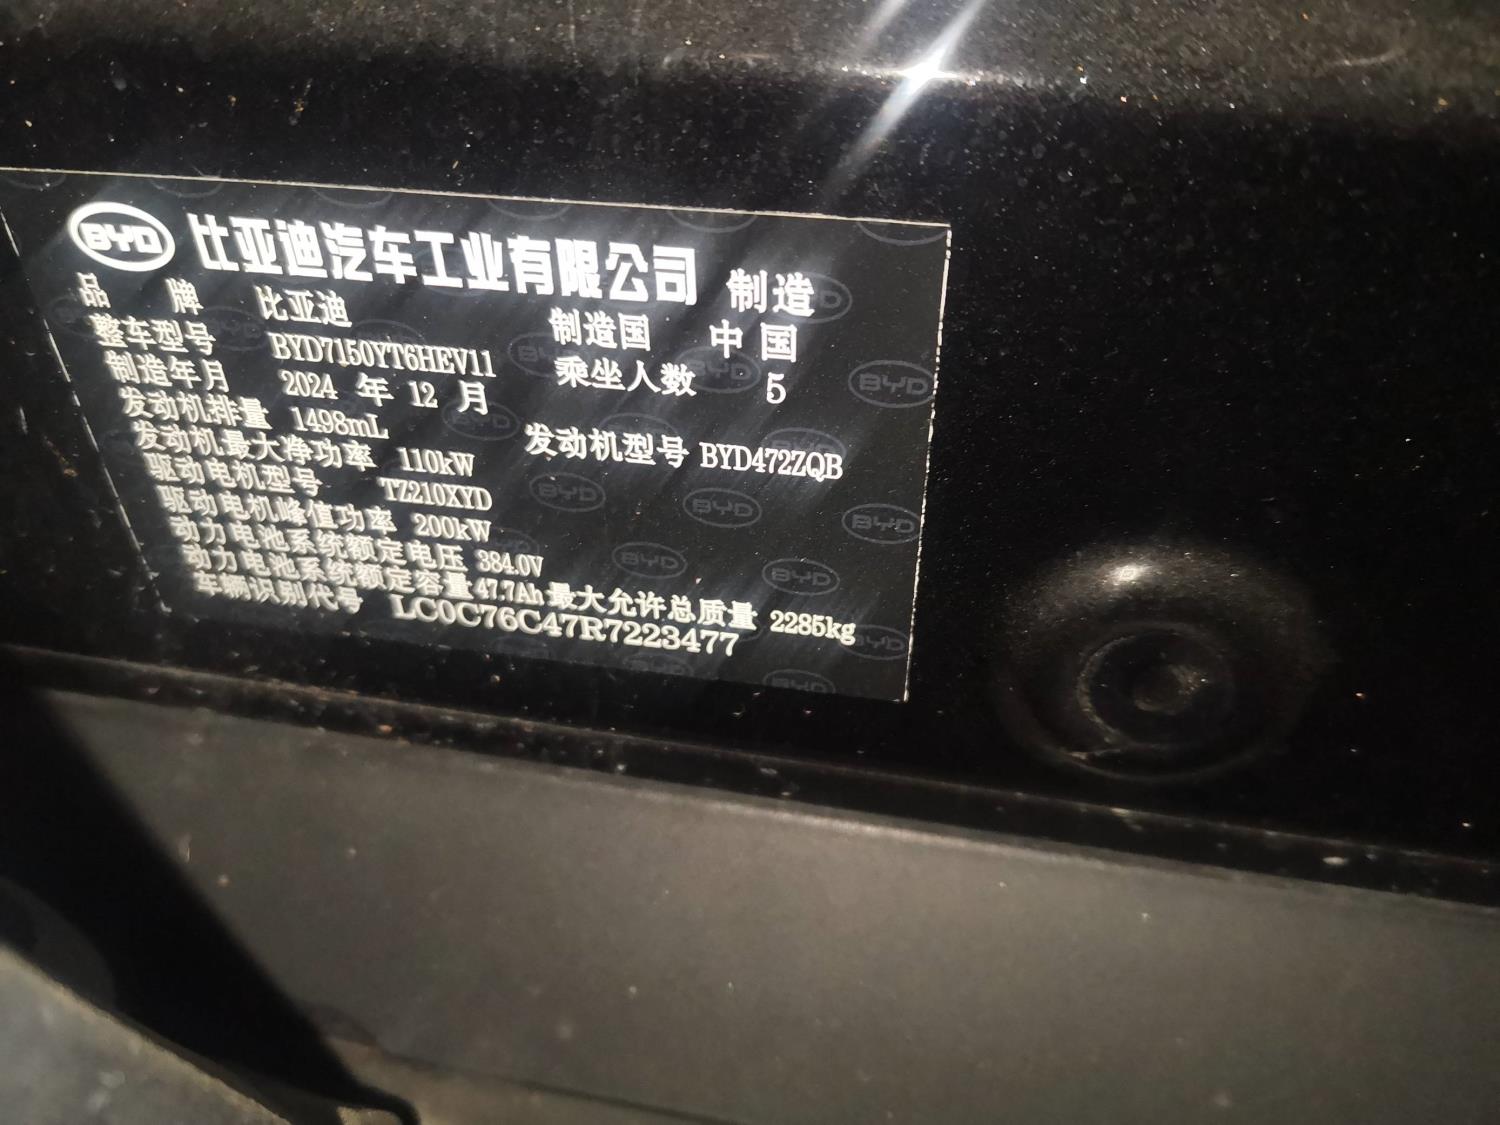 BYD 比亚迪汽车工业有限公司 制造
品牌 比亚迪 制造国 中国
整车型号 BYD7150YT6HEV11 乘坐人数 5
制造年月 2024 年 12 月
发动机排量 1498mL 发动机型号 BYD472ZQB
发动机最大净功率 110kW
驱动电机型号 TZ210XYD
驱动电机峰值功率 200kW
动力电池系统额定电压 384.0V
动力电池系统额定容量 47.7Ah 最大允许总质量 2285kg
车辆识别代号 LC0C76C47R7223477